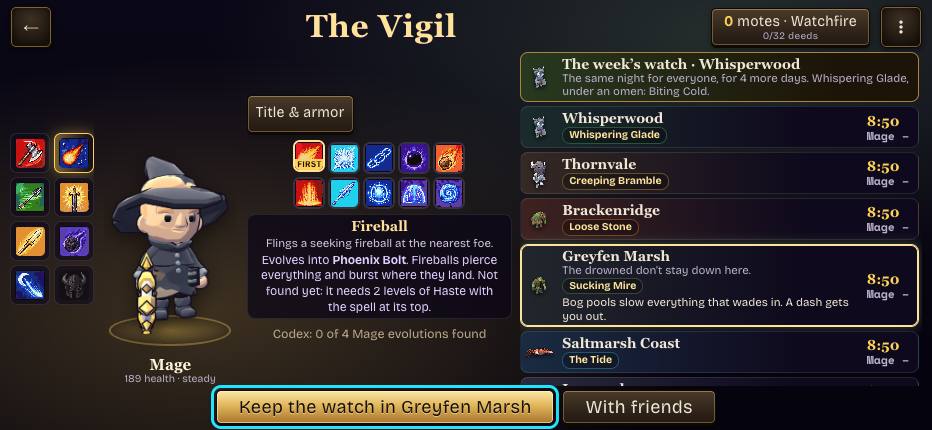 ←
The Vigil
0 motes · Watchfire
0/32 deeds
Title & armor
FIRST
Fireball
Flings a seeking fireball at the nearest foe.
Evolves into Phoenix Bolt. Fireballs pierce
everything and burst where they land. Not
found yet: it needs 2 levels of Haste with
the spell at its top.
Codex: 0 of 4 Mage evolutions found
Mage
189 health · steady
The week's watch · Whisperwood
The same night for everyone, for 4 more days. Whispering Glade,
under an omen: Biting Cold.
Whisperwood
Whispering Glade
8:50
Mage –
Thornvale
Creeping Bramble
8:50
Mage –
Brackenridge
Loose Stone
8:50
Mage –
Greyfen Marsh
The drowned don't stay down here.
Sucking Mire
Bog pools slow everything that wades in. A dash gets
you out.
8:50
Mage –
Saltmarsh Coast
The Tide
8:50
Mage –
Keep the watch in Greyfen Marsh
With friends